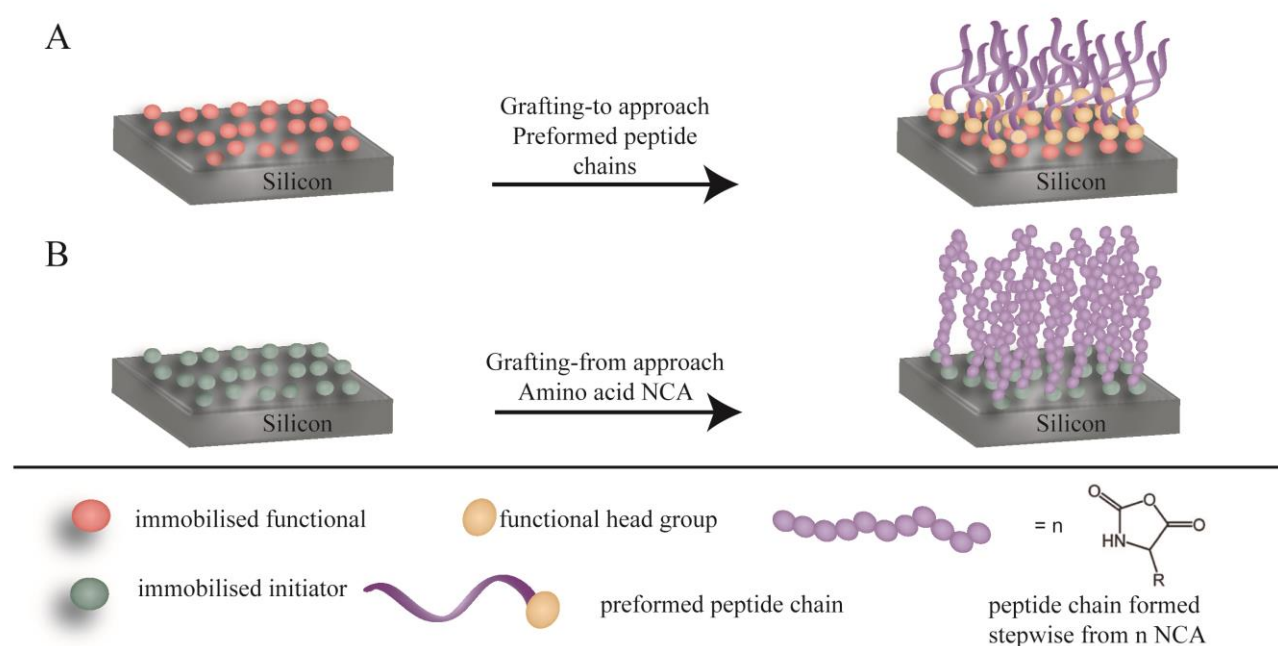 A
Grafting-to approach
Preformed peptide
chains
Silicon
Silicon
B
Grafting-from approach
Amino acid NCA
Silicon
Silicon
immobilised functional
functional head group
= n
O
O
O
HN
R
immobilised initiator
preformed peptide chain
peptide chain formed
stepwise from n NCA